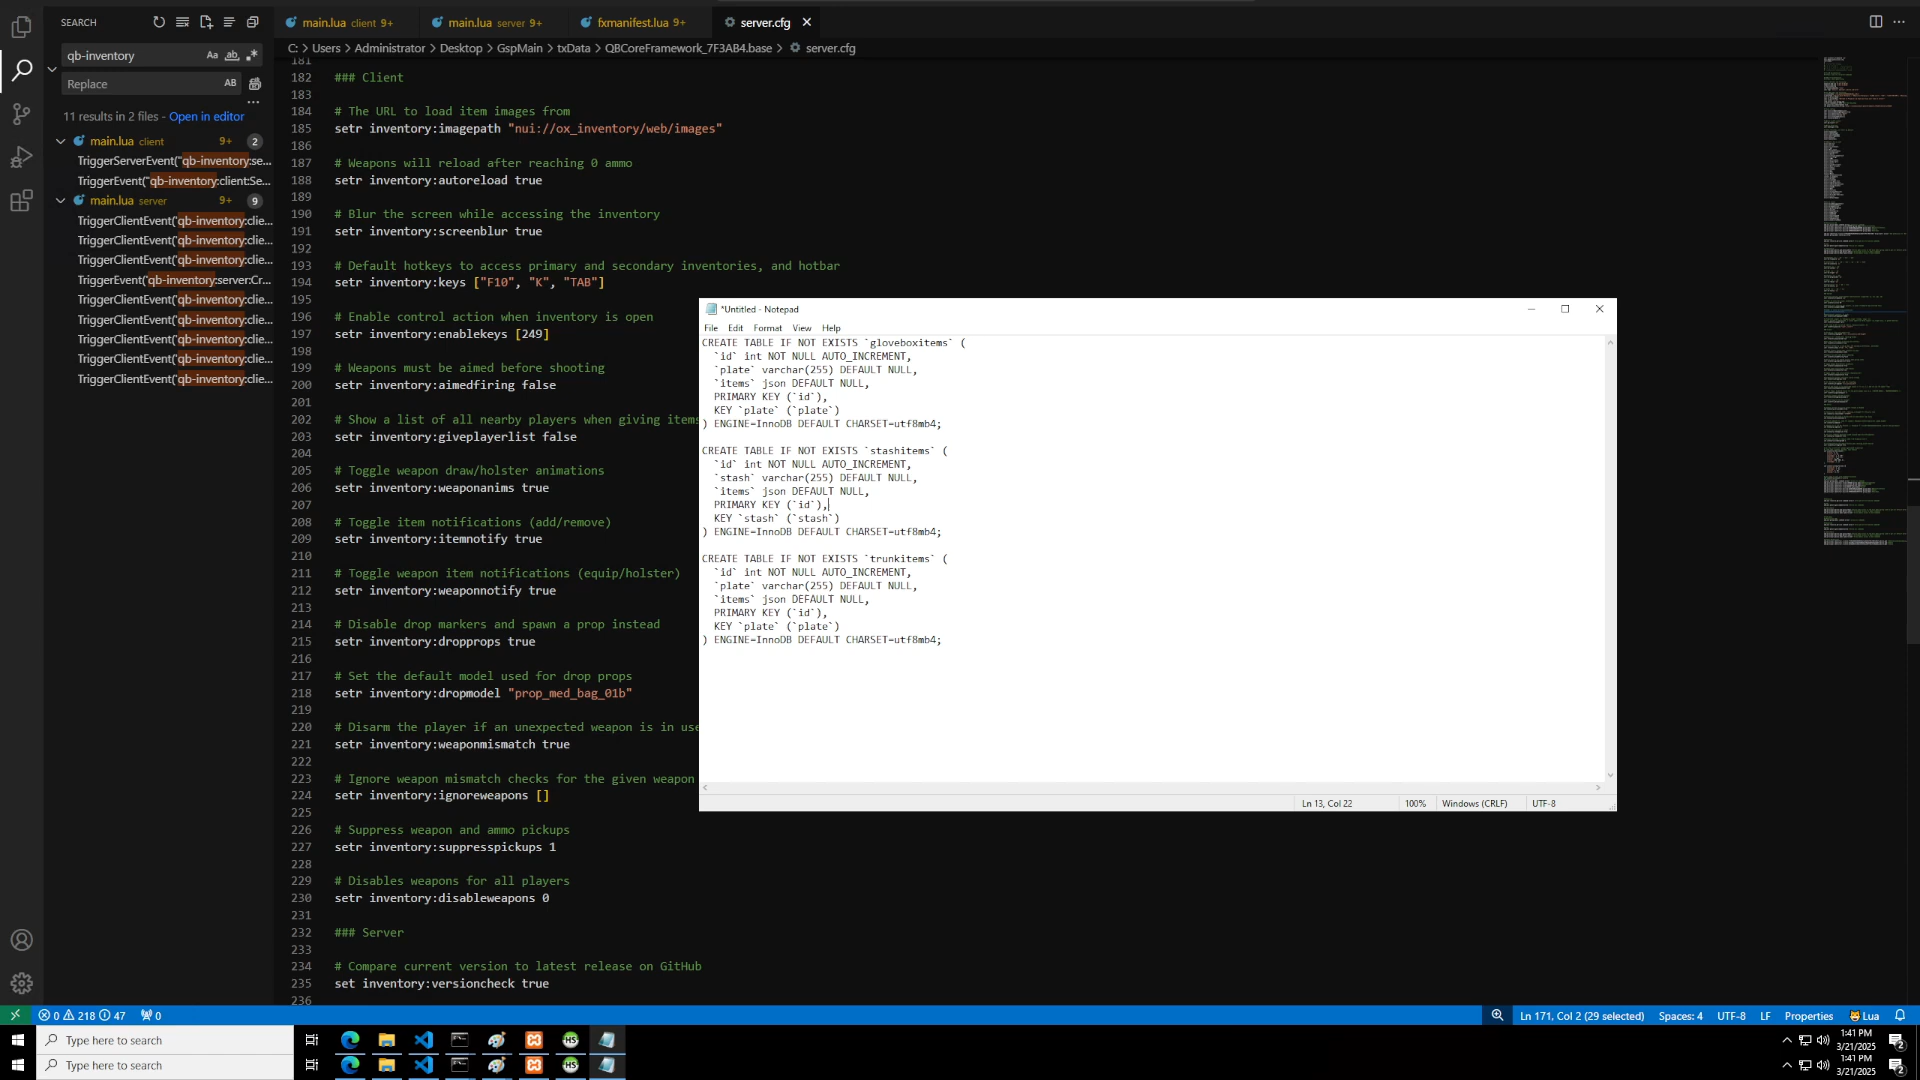 SEARCH
main.lua client 9+
main.lua server 9+
fxmanifest.lua 9+
server.cfg
C: > Users > Administrator > Desktop > GspMain > txData > QBCoreFramework_7F3AB4.base > server.cfg
qb-inventory
Aa ab
Replace
AB
11 results in 2 files - Open in editor
main.lua client 9+ 2
TriggerServerEvent("qb-inventory:se...
TriggerEvent("qb-inventory:client:Se...
main.lua server 9+ 9
TriggerClientEvent('qb-inventory:clie...
TriggerClientEvent('qb-inventory:clie...
TriggerClientEvent('qb-inventory:clie...
TriggerEvent('qb-inventory:server:Cr...
TriggerClientEvent('qb-inventory:clie...
TriggerClientEvent('qb-inventory:clie...
TriggerClientEvent('qb-inventory:clie...
TriggerClientEvent('qb-inventory:clie...
TriggerClientEvent('qb-inventory:clie...
181
182 ### Client
183
184 # The URL to load item images from
185 setr inventory:imagepath "nui://ox_inventory/web/images"
186
187 # Weapons will reload after reaching 0 ammo
188 setr inventory:autoreload true
189
190 # Blur the screen while accessing the inventory
191 setr inventory:screenblur true
192
193 # Default hotkeys to access primary and secondary inventories, and hotbar
194 setr inventory:keys ["F10", "K", "TAB"]
195
196 # Enable control action when inventory is open
197 setr inventory:enablekeys [249]
198
199 # Weapons must be aimed before shooting
200 setr inventory:aimedfiring false
201
202 # Show a list of all nearby players when giving items
203 setr inventory:giveplayerlist false
204
205 # Toggle weapon draw/holster animations
206 setr inventory:weaponanims true
207
208 # Toggle item notifications (add/remove)
209 setr inventory:itemnotify true
210
211 # Toggle weapon item notifications (equip/holster)
212 setr inventory:weaponnotify true
213
214 # Disable drop markers and spawn a prop instead
215 setr inventory:dropprops true
216
217 # Set the default model used for drop props
218 setr inventory:dropmodel "prop_med_bag_01b"
219
220 # Disarm the player if an unexpected weapon is in use
221 setr inventory:weaponmismatch true
222
223 # Ignore weapon mismatch checks for the given weapon
224 setr inventory:ignoreweapons []
225
226 # Suppress weapon and ammo pickups
227 setr inventory:suppresspickups 1
228
229 # Disables weapons for all players
230 setr inventory:disableweapons 0
231
232 ### Server
233
234 # Compare current version to latest release on GitHub
235 set inventory:versioncheck true
236
*Untitled - Notepad
File Edit Format View Help
CREATE TABLE IF NOT EXISTS `gloveboxitems` (
`id` int NOT NULL AUTO_INCREMENT,
`plate` varchar(255) DEFAULT NULL,
`items` json DEFAULT NULL,
PRIMARY KEY (`id`),
KEY `plate` (`plate`)
) ENGINE=InnoDB DEFAULT CHARSET=utf8mb4;
CREATE TABLE IF NOT EXISTS `stashitems` (
`id` int NOT NULL AUTO_INCREMENT,
`stash` varchar(255) DEFAULT NULL,
`items` json DEFAULT NULL,
PRIMARY KEY (`id`),
KEY `stash` (`stash`)
) ENGINE=InnoDB DEFAULT CHARSET=utf8mb4;
CREATE TABLE IF NOT EXISTS `trunkitems` (
`id` int NOT NULL AUTO_INCREMENT,
`plate` varchar(255) DEFAULT NULL,
`items` json DEFAULT NULL,
PRIMARY KEY (`id`),
KEY `plate` (`plate`)
) ENGINE=InnoDB DEFAULT CHARSET=utf8mb4;
Ln 13, Col 22 100% Windows (CRLF) UTF-8
0 218 47 0
Ln 171, Col 2 (29 selected) Spaces: 4 UTF-8 LF Properties Lua
Type here to search
HS
1:41 PM
3/21/2025
2
Type here to search
HS
1:41 PM
3/21/2025
2